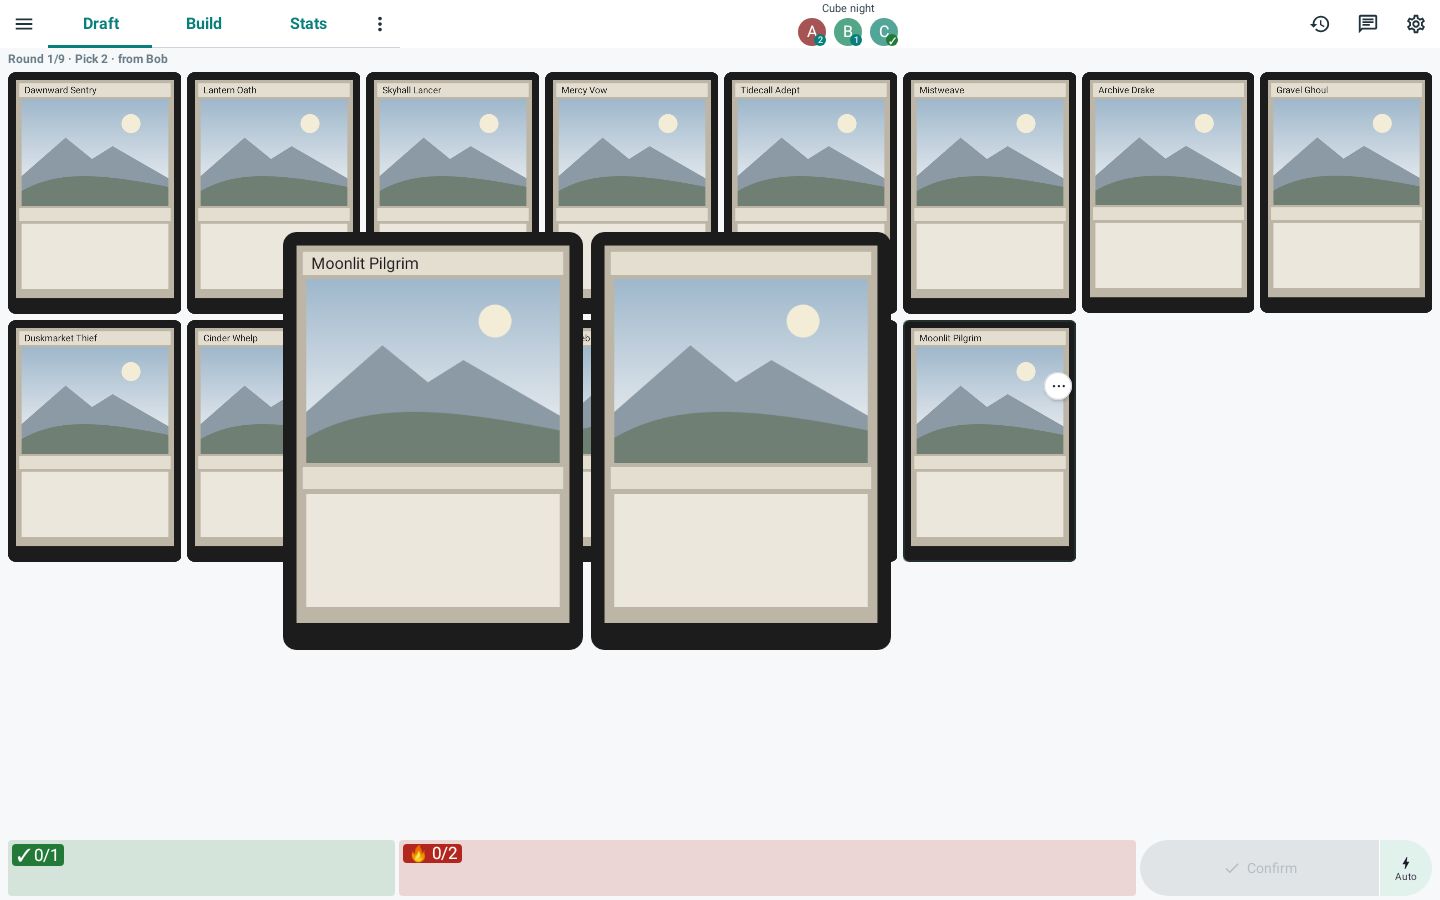 Draft
Build
Stats
Cube night
A
2
B
1
C
Round 1/9 · Pick 2 · from Bob
Dawnward Sentry
Lantern Oath
Skyhall Lancer
Mercy Vow
Tidecall Adept
Mistweave
Archive Drake
Gravel Ghoul
Duskmarket Thief
Cinder Whelp
Moonlit Pilgrim
Moonlit Pilgrim
0/1
0/2
Confirm
Auto